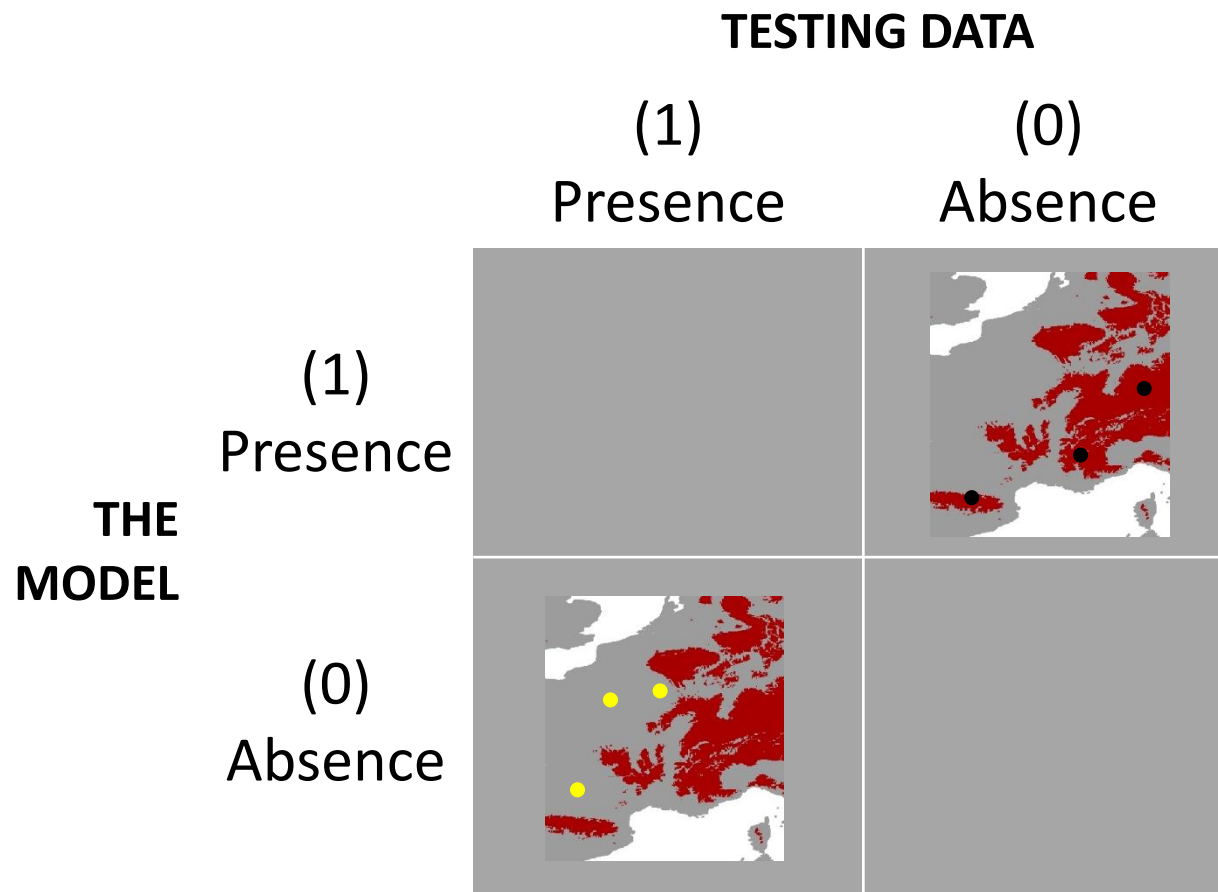 TESTING DATA
(1)
Presence
(0)
Absence
(1)
Presence
THE
MODEL
(0)
Absence